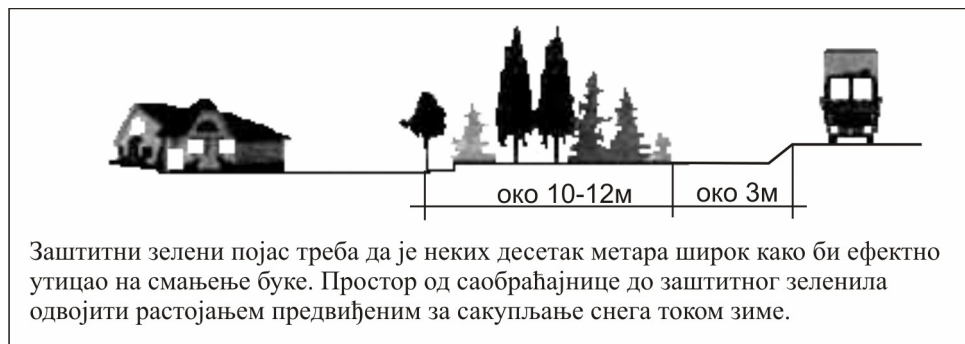 око 10-12м
око 3м
Заштитни зелени појас треба да је неких десетак метара широк како би ефектно
утицао на смањење буке. Простор од саобраћајнице до заштитног зеленила
одвојити растојањем предвиђеним за сакупљање снега током зиме.